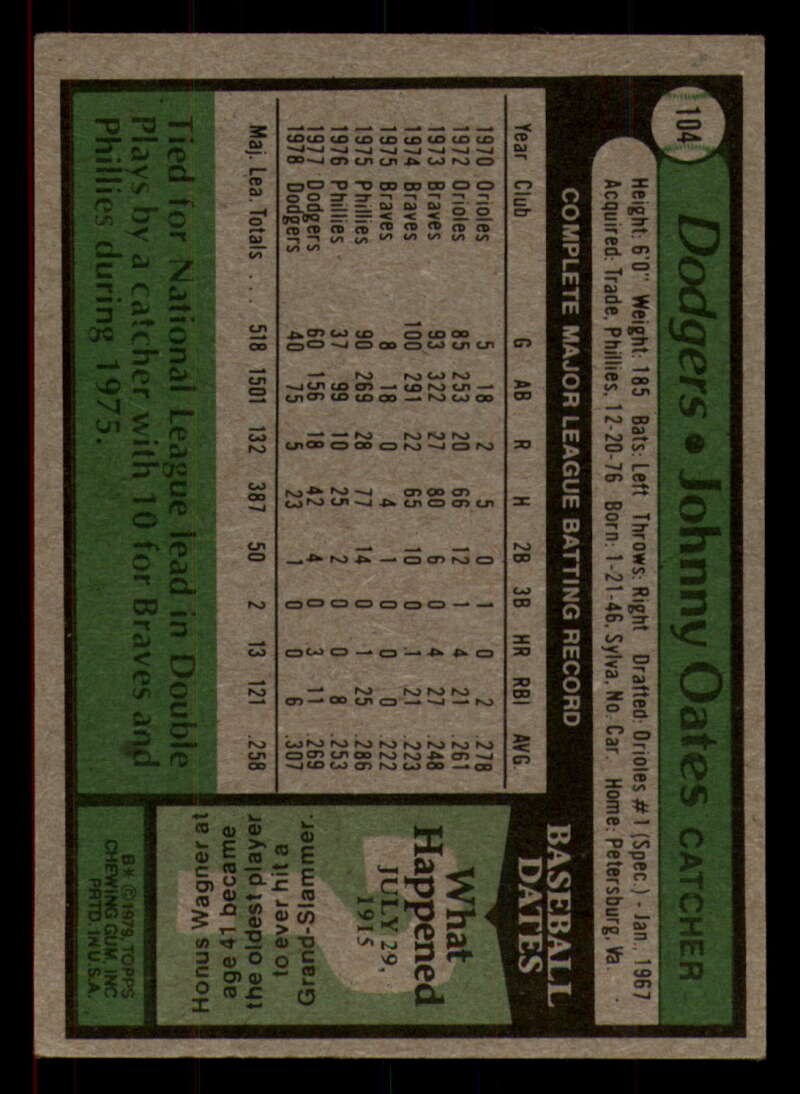 104
Dodgers • Johnny Oates CATCHER
Height: 6'0" Weight: 185 Bats: Left Throws: Right Drafted: Orioles #1 (Spec.) - Jan., 1967
Acquired: Trade, Phillies, 12-20-76 Born: 1-21-46, Sylva, No. Car. Home: Petersburg, Va.
COMPLETE MAJOR LEAGUE BATTING RECORD
Year Club G AB R H 2B 3B HR RBI AVG.
1970 Orioles 5 18 2 5 0 1 0 2 .278
1972 Orioles 85 253 20 66 12 1 4 21 .261
1973 Braves 93 322 27 80 6 0 4 27 .248
1974 Braves 100 291 22 65 10 0 1 21 .223
1975 Braves 8 18 0 4 1 0 0 0 .222
1975 Phillies 90 269 28 77 14 0 1 25 .286
1976 Phillies 37 99 10 25 2 0 0 8 .253
1977 Dodgers 60 156 18 42 4 0 3 11 .269
1978 Dodgers 40 75 5 23 1 0 0 6 .307
Maj. Lea. Totals . . . 518 1501 132 387 50 2 13 121 .258
Tied for National League lead in Double
Plays by a catcher with 10 for Braves and
Phillies during 1975.
BASEBALL
DATES
What
Happened
JULY 29,
1915
Honus Wagner at
age 41 became
the oldest player
to ever hit a
Grand-Slammer.
B* © 1979, TOPPS
CHEWING GUM, INC
PRTD. IN U.S.A.